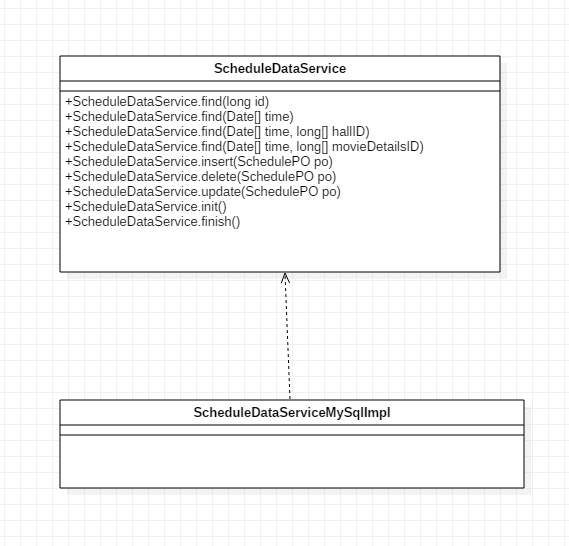 ScheduleDataService
+ScheduleDataService.find(long id)
+ScheduleDataService.find(Date[] time)
+ScheduleDataService.find(Date[] time, long[] hallID)
+ScheduleDataService.find(Date[] time, long[] movieDetailsID)
+ScheduleDataService.insert(SchedulePO po)
+ScheduleDataService.delete(SchedulePO po)
+ScheduleDataService.update(SchedulePO po)
+ScheduleDataService.init()
+ScheduleDataService.finish()
ScheduleDataServiceMySqlImpl